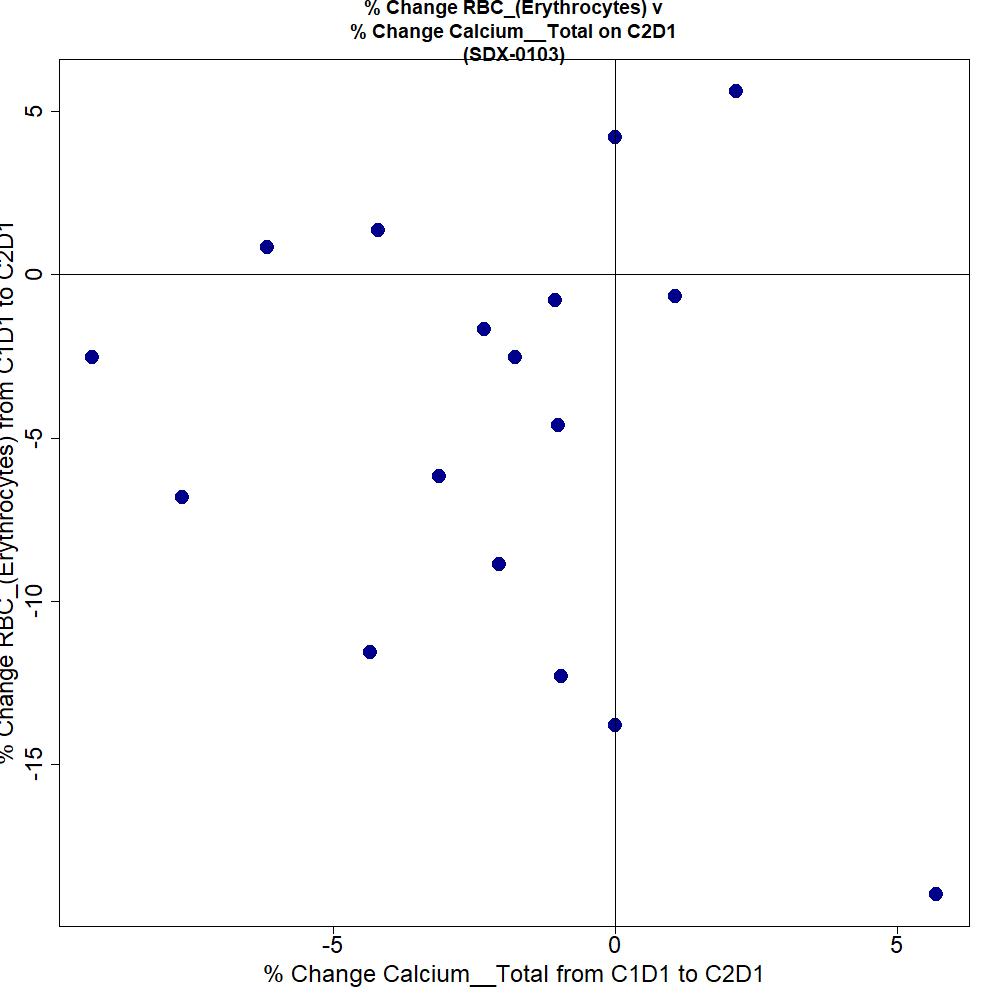 % Change RBC_(Erythrocytes) v
% Change Calcium__Total on C2D1
(SDX-0103)
% Change RBC_(Erythrocytes) from C1D1 to C2D1
5
0
-5
-10
-15
-5
0
5
% Change Calcium__Total from C1D1 to C2D1